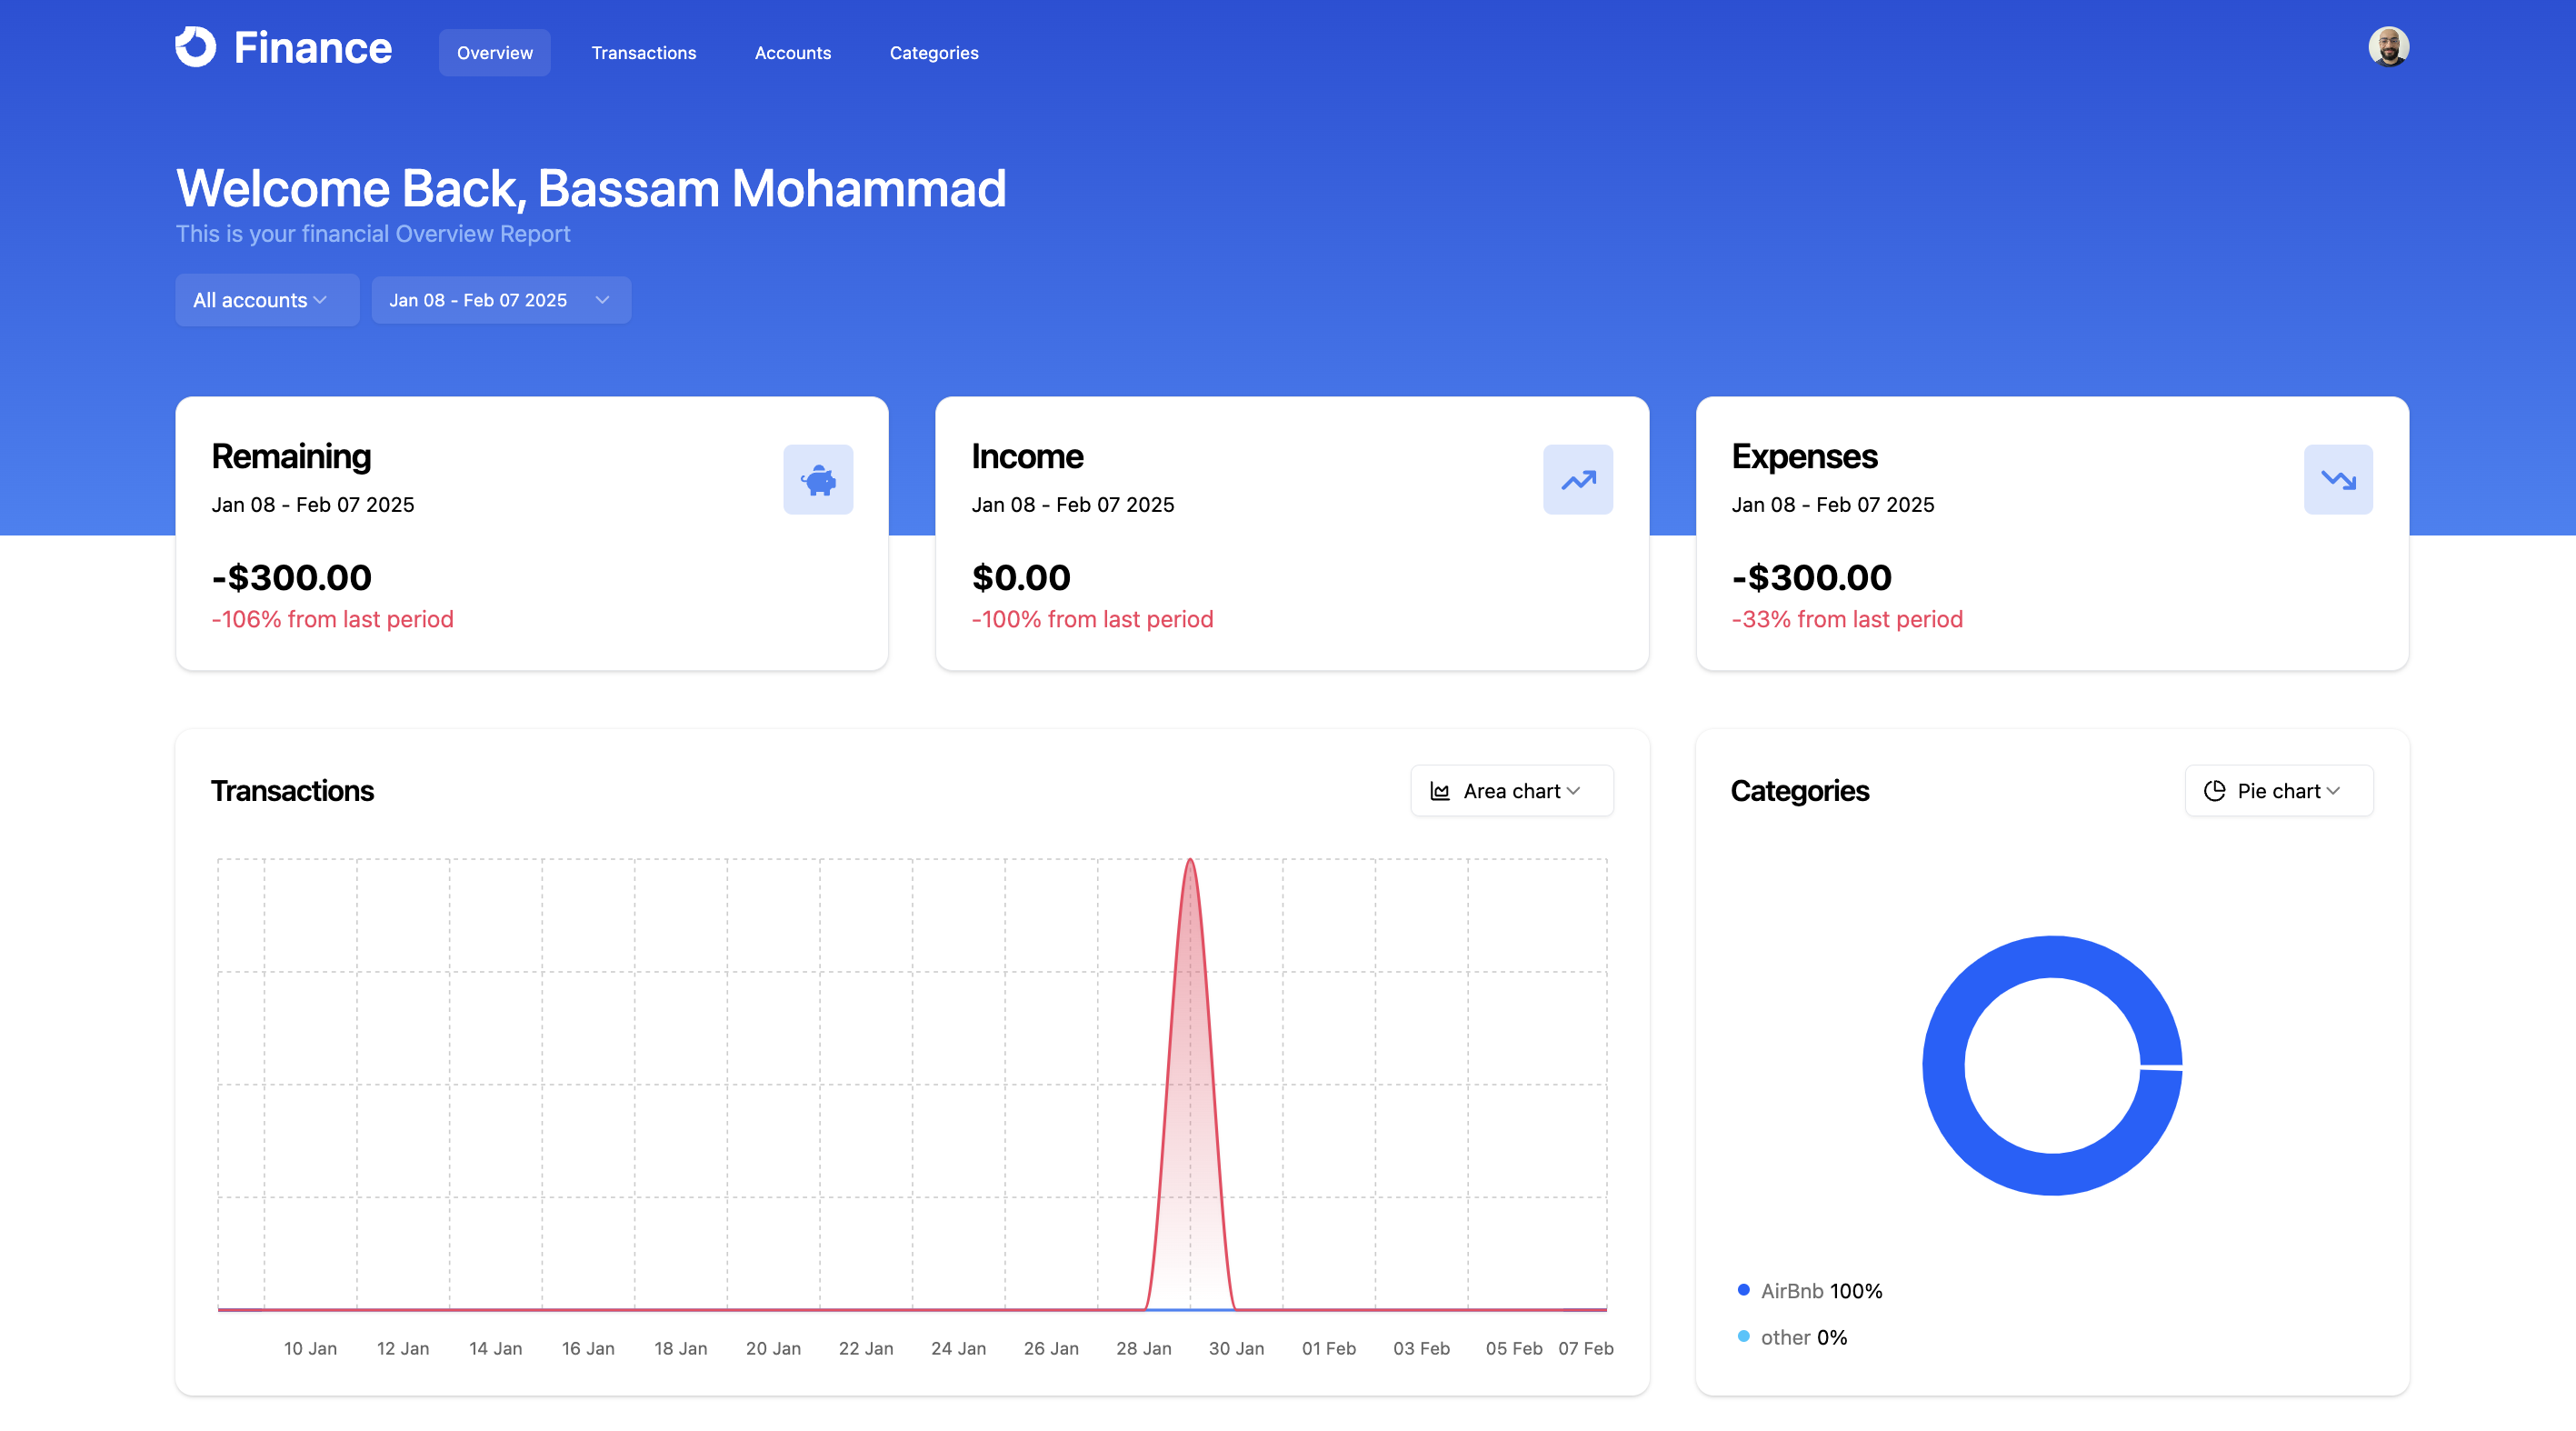 Finance
Overview
Transactions
Accounts
Categories
Welcome Back, Bassam Mohammad
This is your financial Overview Report
All accounts
Jan 08 - Feb 07 2025
Remaining
Jan 08 - Feb 07 2025
-$300.00
-106% from last period
Income
Jan 08 - Feb 07 2025
$0.00
-100% from last period
Expenses
Jan 08 - Feb 07 2025
-$300.00
-33% from last period
Transactions
Area chart
10 Jan 12 Jan 14 Jan 16 Jan 18 Jan 20 Jan 22 Jan 24 Jan 26 Jan 28 Jan 30 Jan 01 Feb 03 Feb 05 Feb 07 Feb
Categories
Pie chart
AirBnb 100%
other 0%